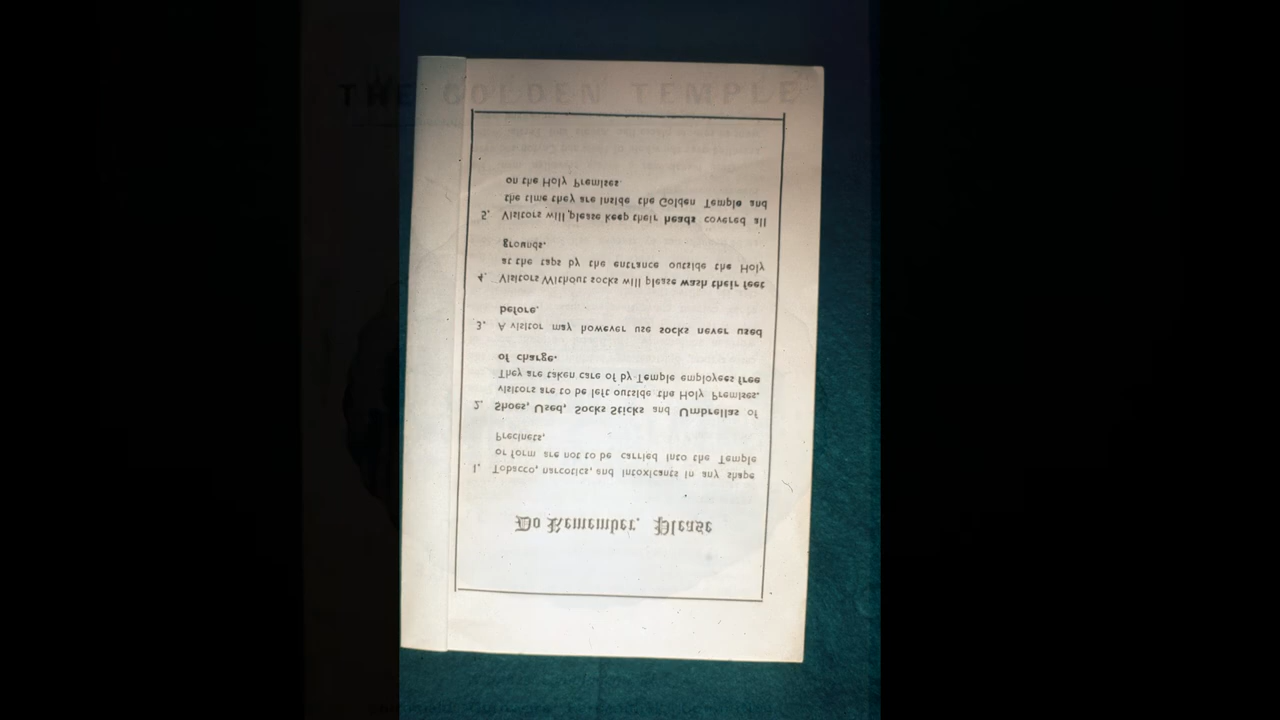 THE GOLDEN TEMPLE
Do Remember, Please
1. Tobacco, narcotics, and intoxicants in any shape
or form are not to be carried into the Temple
Precincts,
2. Shoes, Used, Socks Sticks and Umbrellas of
visitors are to be left outside the Holy Premises.
They are taken care of by Temple employees free
of charge.
3. A visitor may however use socks never used
before.
4. Visitors Without socks will please wash their feet
at the taps by the entrance outside the Holy
grounds.
5. Visitors will please keep their heads covered all
the time they are inside the Golden Temple and
on the Holy Premises.